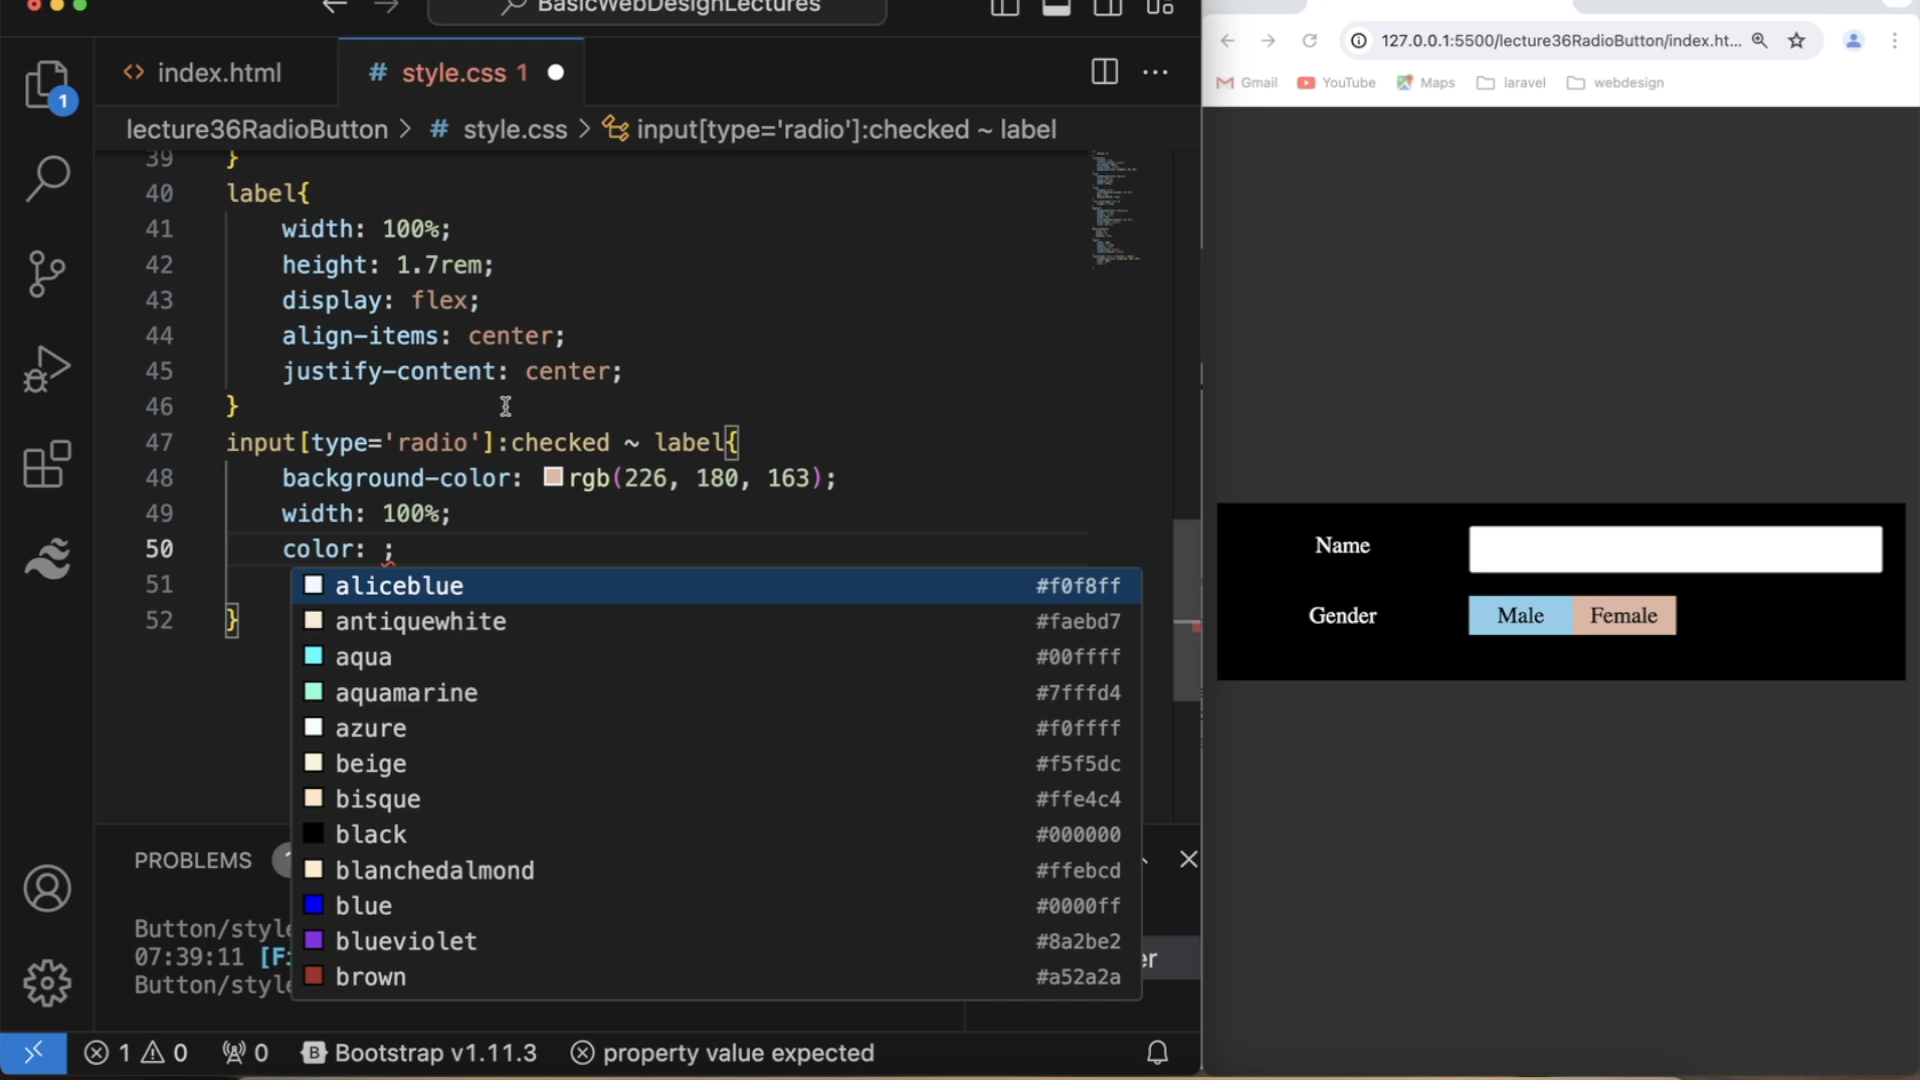 BasicWebDesignLectures
index.html
# style.css 1
1
lecture36RadioButton > # style.css > input[type='radio']:checked ~ label
39 }
40 label{
41 width: 100%;
42 height: 1.7rem;
43 display: flex;
44 align-items: center;
45 justify-content: center;
46 }
47 input[type='radio']:checked ~ label{
48 background-color: rgb(226, 180, 163);
49 width: 100%;
50 color: ;
51
52 }
aliceblue #f0f8ff
antiquewhite #faebd7
aqua #00ffff
aquamarine #7fffd4
azure #f0ffff
beige #f5f5dc
bisque #ffe4c4
black #000000
blanchedalmond #ffebcd
blue #0000ff
blueviolet #8a2be2
brown #a52a2a
PROBLEMS
Button/style
07:39:11 [F:
Button/style
er
1 0 0 B Bootstrap v1.11.3 property value expected
127.0.0.1:5500/lecture36RadioButton/index.ht...
Gmail YouTube Maps laravel webdesign
Name
Gender Male Female